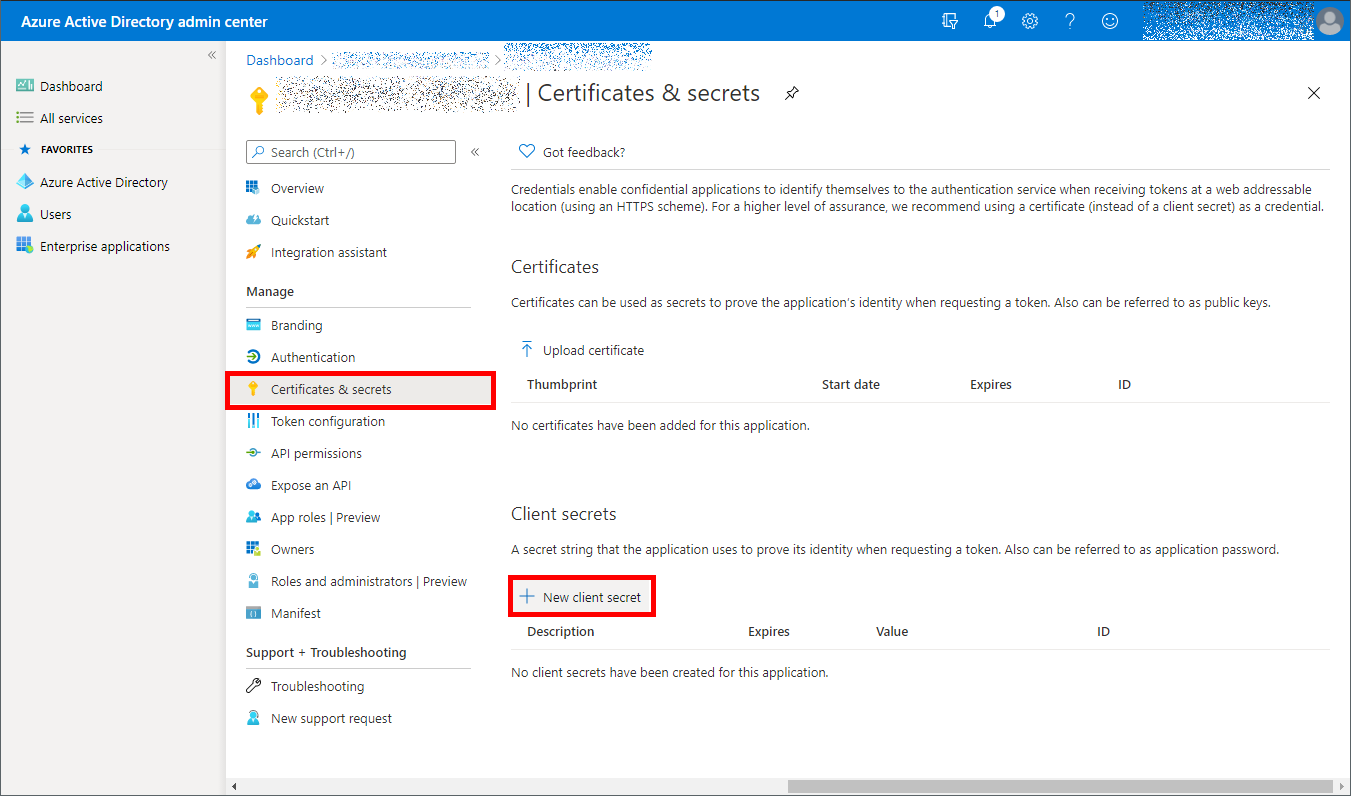 Azure Active Directory admin center
1
«
Dashboard
All services
FAVORITES
Azure Active Directory
Users
Enterprise applications
Dashboard > >
| Certificates & secrets
Search (Ctrl+/)
«
Overview
Quickstart
Integration assistant
Manage
Branding
Authentication
Certificates & secrets
Token configuration
API permissions
Expose an API
App roles | Preview
Owners
Roles and administrators | Preview
Manifest
Support + Troubleshooting
Troubleshooting
New support request
Got feedback?
Credentials enable confidential applications to identify themselves to the authentication service when receiving tokens at a web addressable
location (using an HTTPS scheme). For a higher level of assurance, we recommend using a certificate (instead of a client secret) as a credential.
Certificates
Certificates can be used as secrets to prove the application's identity when requesting a token. Also can be referred to as public keys.
Upload certificate
Thumbprint Start date Expires ID
No certificates have been added for this application.
Client secrets
A secret string that the application uses to prove its identity when requesting a token. Also can be referred to as application password.
New client secret
Description Expires Value ID
No client secrets have been created for this application.